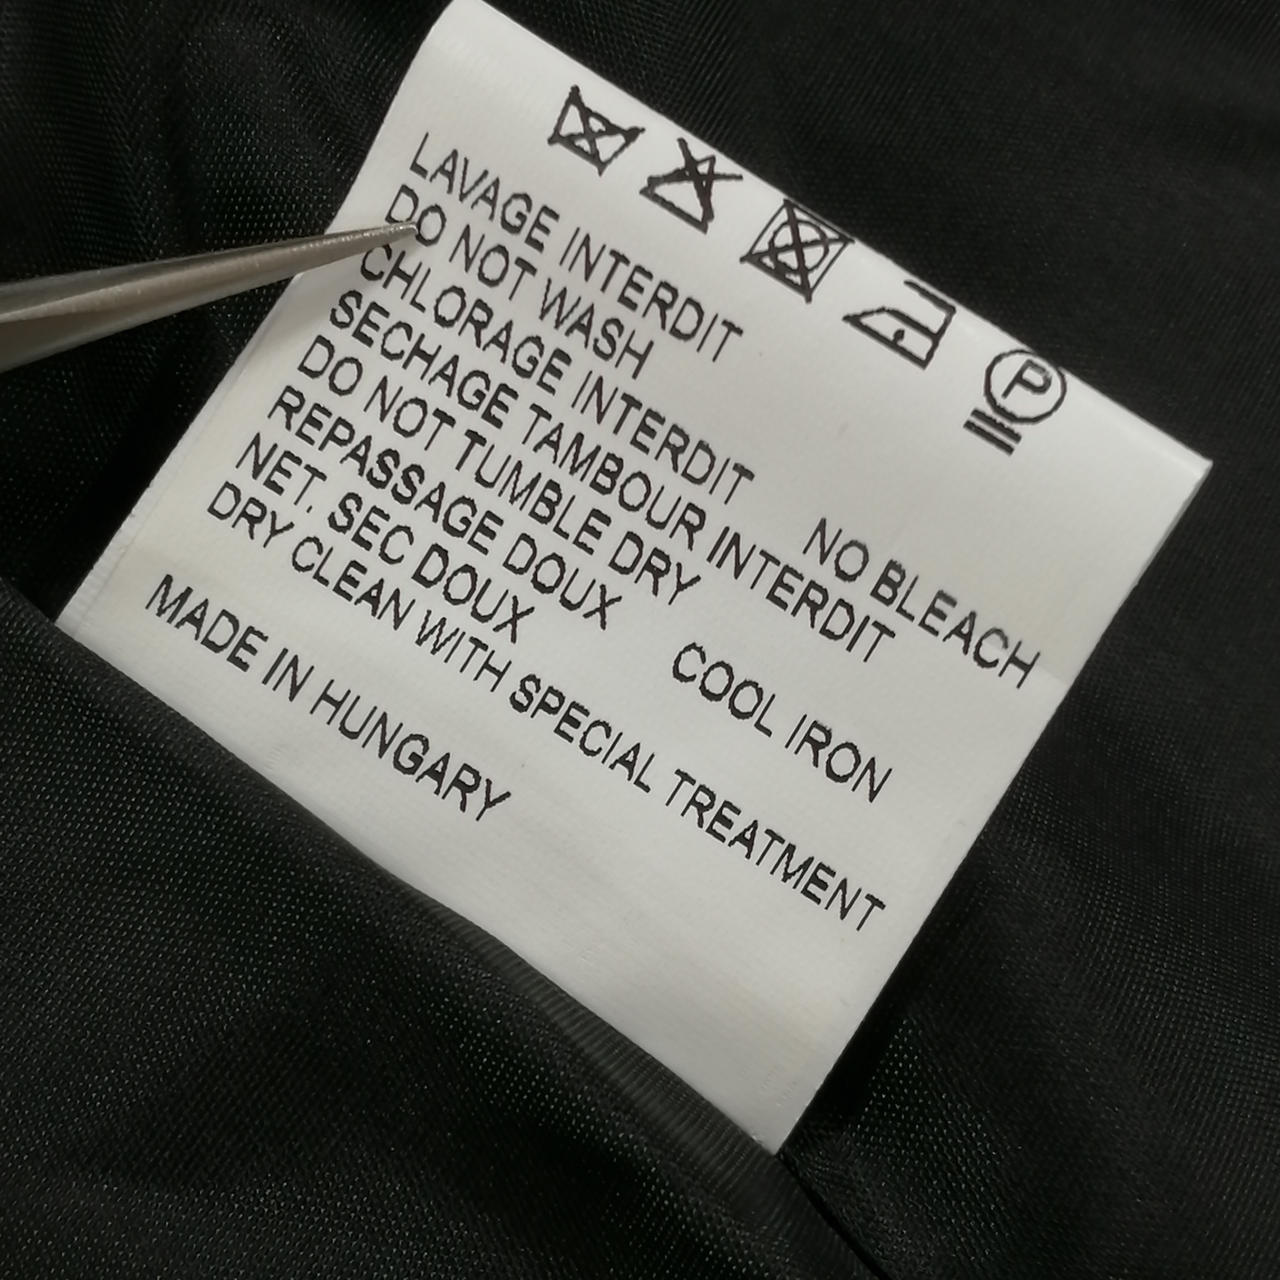 P
LAVAGE INTERDIT
DO NOT WASH
CHLORAGE INTERDIT NO BLEACH
SECHAGE TAMBOUR INTERDIT
DO NOT TUMBLE DRY
REPASSAGE DOUX COOL IRON
NET. SEC DOUX
DRY CLEAN WITH SPECIAL TREATMENT
MADE IN HUNGARY